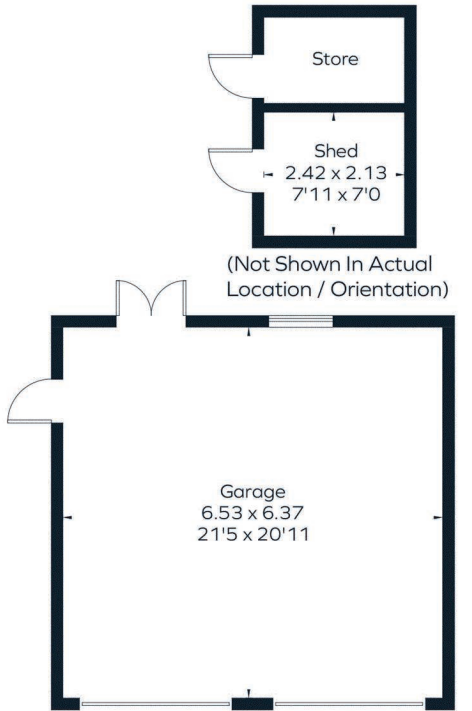 Store
Shed
2.42 x 2.13
7'11 x 7'0
(Not Shown In Actual
Location / Orientation)
Garage
6.53 x 6.37
21'5 x 20'11